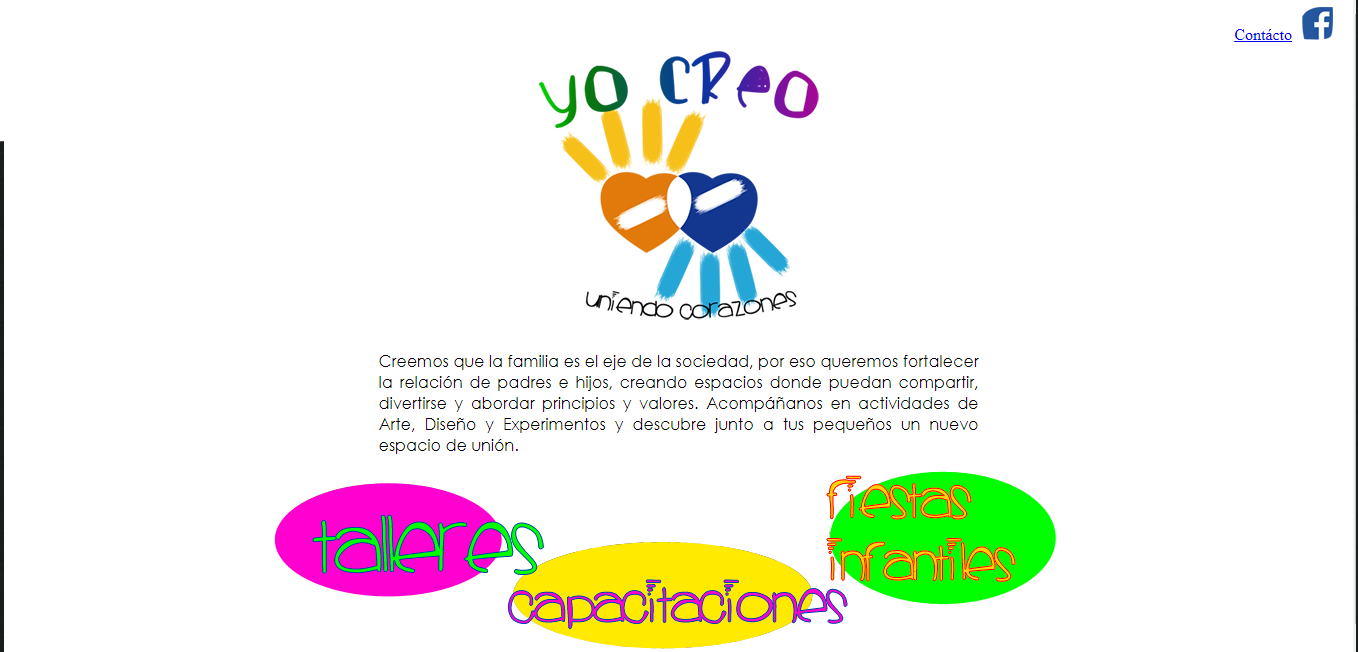 Contácto
yo creo
uniendo corazones
Creemos que la familia es el eje de la sociedad, por eso queremos fortalecer
la relación de padres e hijos, creando espacios donde puedan compartir,
divertirse y abordar principios y valores. Acompáñanos en actividades de
Arte, Diseño y Experimentos y descubre junto a tus pequeños un nuevo
espacio de unión.
talleres
capacitaciones
fiestas
infantiles